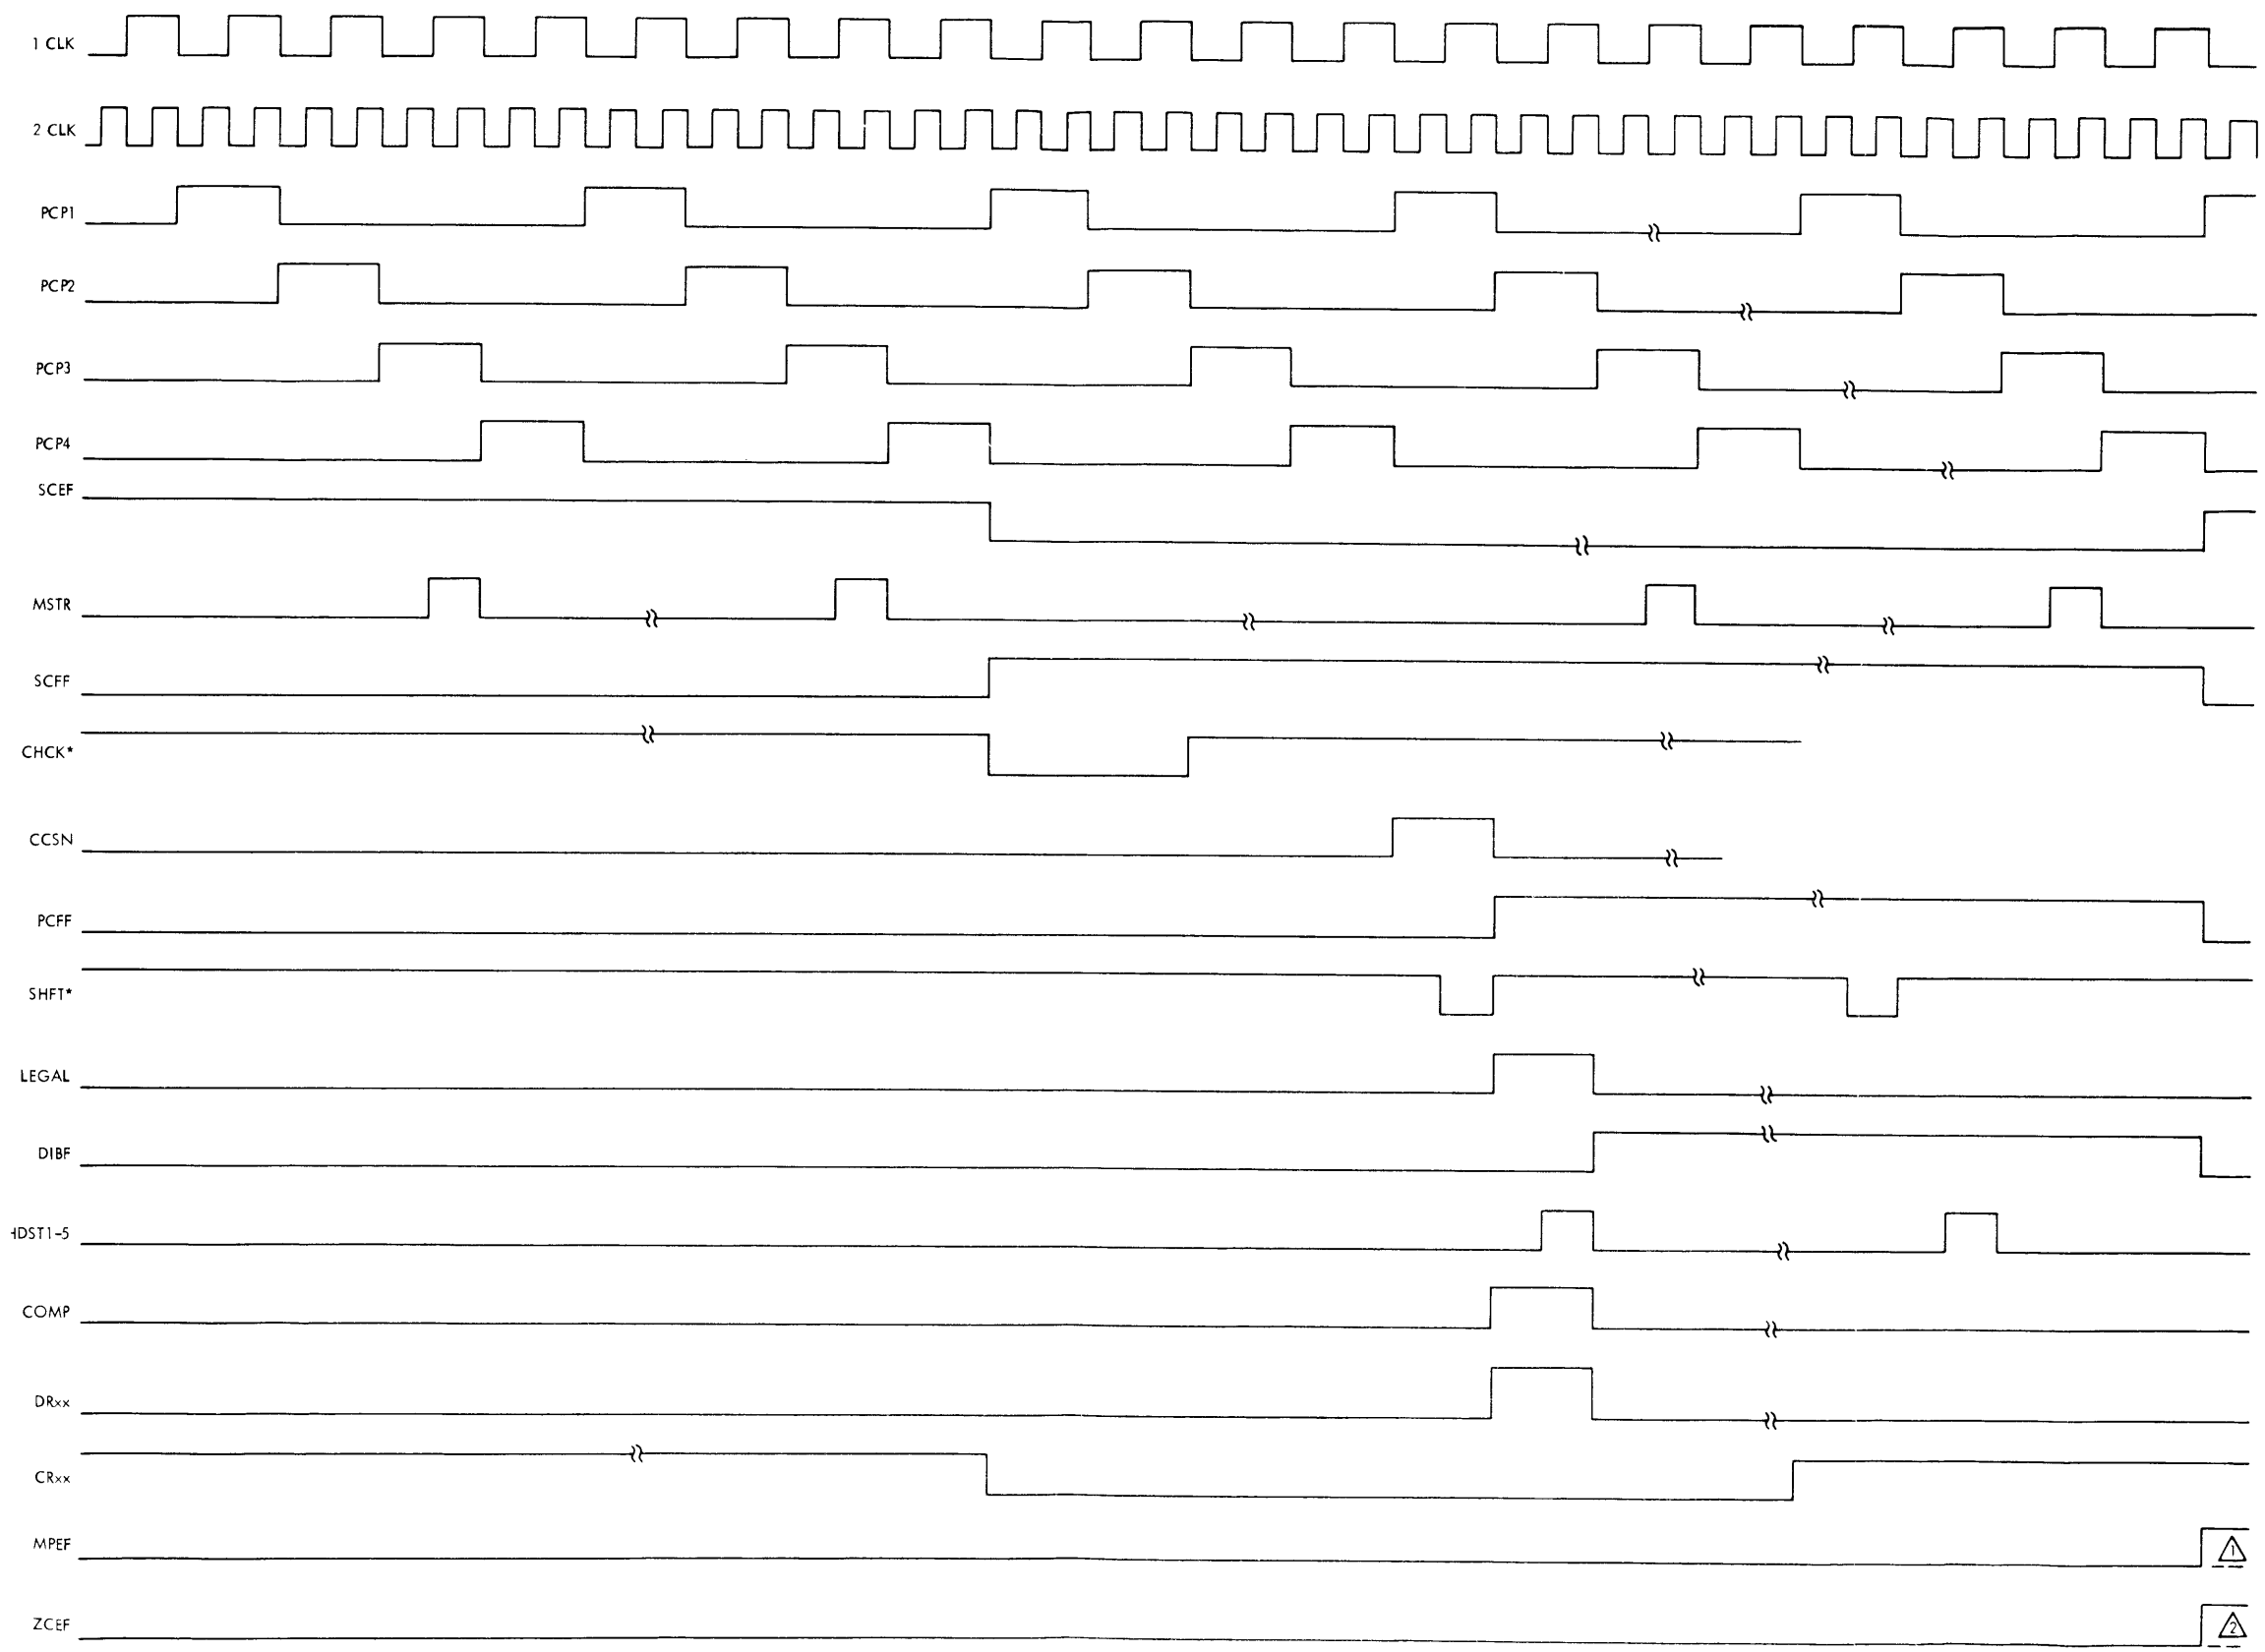 1 CLK
2 CLK
PCP1
PCP2
PCP3
PCP4
SCEF
MSTR
SCFF
CHCK*
CCSN
PCFF
SHFT*
LEGAL
DIBF
HDST1-5
COMP
DRxx
CRxx
MPEF
1
ZCEF
2